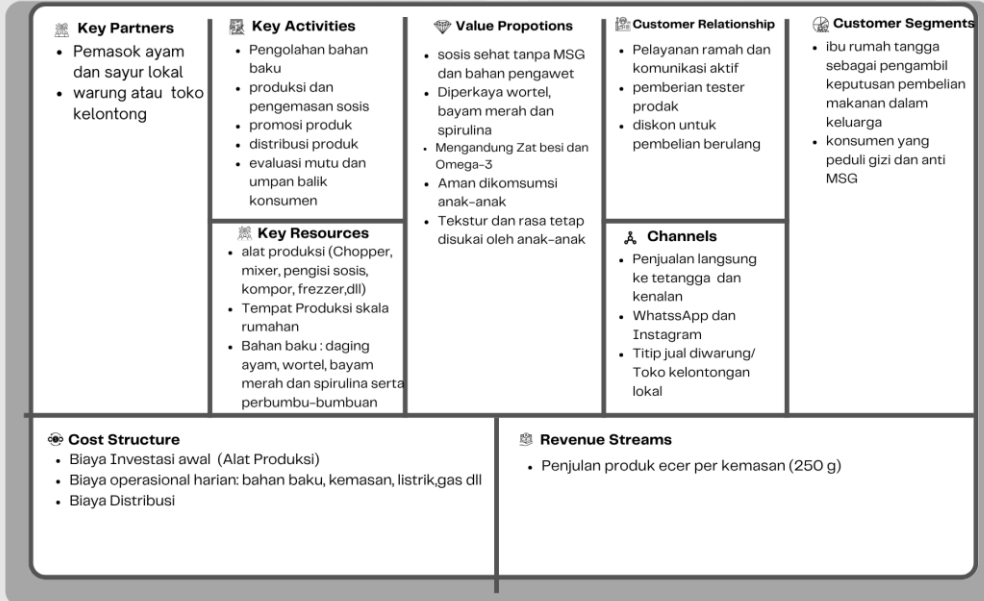 Key Partners
Pemasok ayam
dan sayur lokal
warung atau toko
kelontong
Key Activities
Pengolahan bahan
baku
produksi dan
pengemasan sosis
promosi produk
distribusi produk
evaluasi mutu dan
umpan balik
konsumen
Key Resources
alat produksi (Chopper,
mixer, pengisi sosis,
kompor, frezzer,dll)
Tempat Produksi skala
rumahan
Bahan baku : daging
ayam, wortel, bayam
merah dan spirulina serta
perbumbu-bumbuan
Value Propotions
sosis sehat tanpa MSG
dan bahan pengawet
Diperkaya wortel,
bayam merah dan
spirulina
Mengandung Zat besi dan
Omega-3
Aman dikomsumsi
anak-anak
Tekstur dan rasa tetap
disukai oleh anak-anak
Customer Relationship
Pelayanan ramah dan
komunikasi aktif
pemberian tester
prodak
diskon untuk
pembelian berulang
Channels
Penjualan langsung
ke tetangga dan
kenalan
WhatssApp dan
Instagram
Titip jual diwarung/
Toko kelontongan
lokal
Customer Segments
ibu rumah tangga
sebagai pengambil
keputusan pembelian
makanan dalam
keluarga
konsumen yang
peduli gizi dan anti
MSG
Cost Structure
Biaya Investasi awal (Alat Produksi)
Biaya operasional harian: bahan baku, kemasan, listrik,gas dll
Biaya Distribusi
Revenue Streams
Penjulan produk ecer per kemasan (250 g)